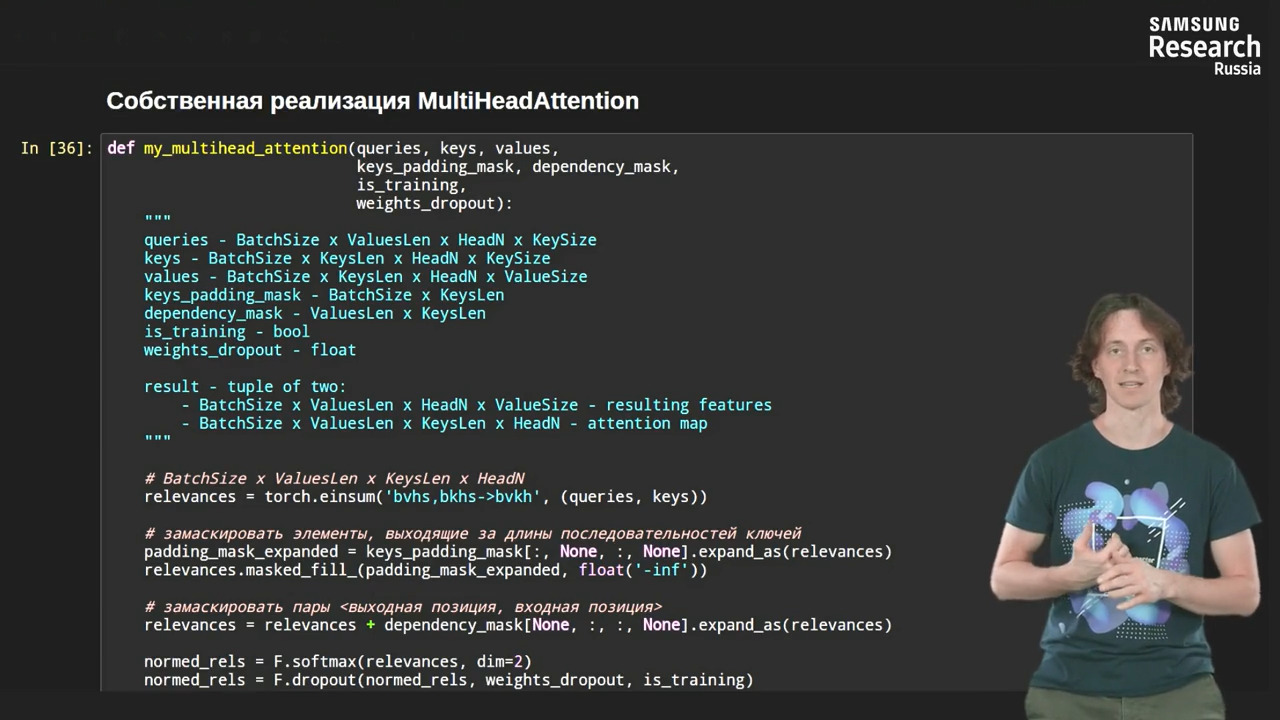 SAMSUNG
Research
Russia
Собственная реализация MultiHeadAttention
In [36]: def my_multihead_attention(queries, keys, values,
keys_padding_mask, dependency_mask,
is_training,
weights_dropout):
"""
queries - BatchSize x ValuesLen x HeadN x KeySize
keys - BatchSize x KeysLen x HeadN x KeySize
values - BatchSize x KeysLen x HeadN x ValueSize
keys_padding_mask - BatchSize x KeysLen
dependency_mask - ValuesLen x KeysLen
is_training - bool
weights_dropout - float
result - tuple of two:
- BatchSize x ValuesLen x HeadN x ValueSize - resulting features
- BatchSize x ValuesLen x KeysLen x HeadN - attention map
"""
# BatchSize x ValuesLen x KeysLen x HeadN
relevances = torch.einsum('bvhs,bkhs->bvkh', (queries, keys))
# замаскировать элементы, выходящие за длины последовательностей ключей
padding_mask_expanded = keys_padding_mask[:, None, :, None].expand_as(relevances)
relevances.masked_fill_(padding_mask_expanded, float('-inf'))
# замаскировать пары <выходная позиция, входная позиция>
relevances = relevances + dependency_mask[None, :, :, None].expand_as(relevances)
normed_rels = F.softmax(relevances, dim=2)
normed_rels = F.dropout(normed_rels, weights_dropout, is_training)